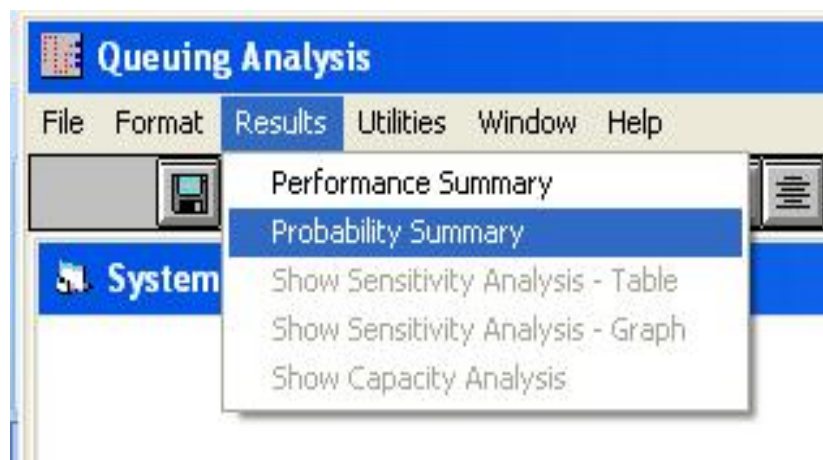 Queuing Analysis
File Format Results Utilities Window Help
Performance Summary
Probability Summary
System
Show Sensitivity Analysis - Table
Show Sensitivity Analysis - Graph
Show Capacity Analysis